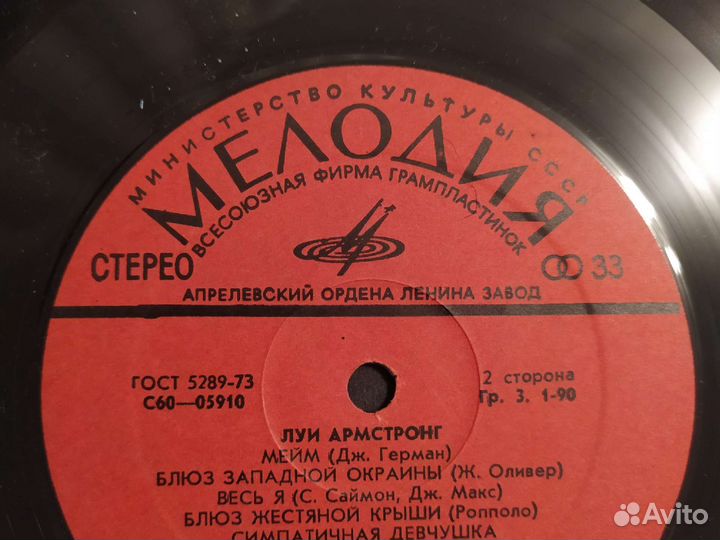 МИНИСТЕРСТВО КУЛЬТУРЫ СССР
МЕЛОДИЯ
ВСЕСОЮЗНАЯ ФИРМА ГРАМПЛАСТИНОК
СТЕРЕО
33
АПРЕЛЕВСКИЙ ОРДЕНА ЛЕНИНА ЗАВОД
ГОСТ 5289-73
С60—05910
2 сторона
Гр. 3. 1-90
ЛУИ АРМСТРОНГ
МЕЙМ (Дж. Герман)
БЛЮЗ ЗАПАДНОЙ ОКРАИНЫ (Ж. Оливер)
ВЕСЬ Я (С. Саймон, Дж. Макс)
БЛЮЗ ЖЕСТЯНОЙ КРЫШИ (Ропполо)
СИМПАТИЧНАЯ ДЕВЧУШКА
Avito